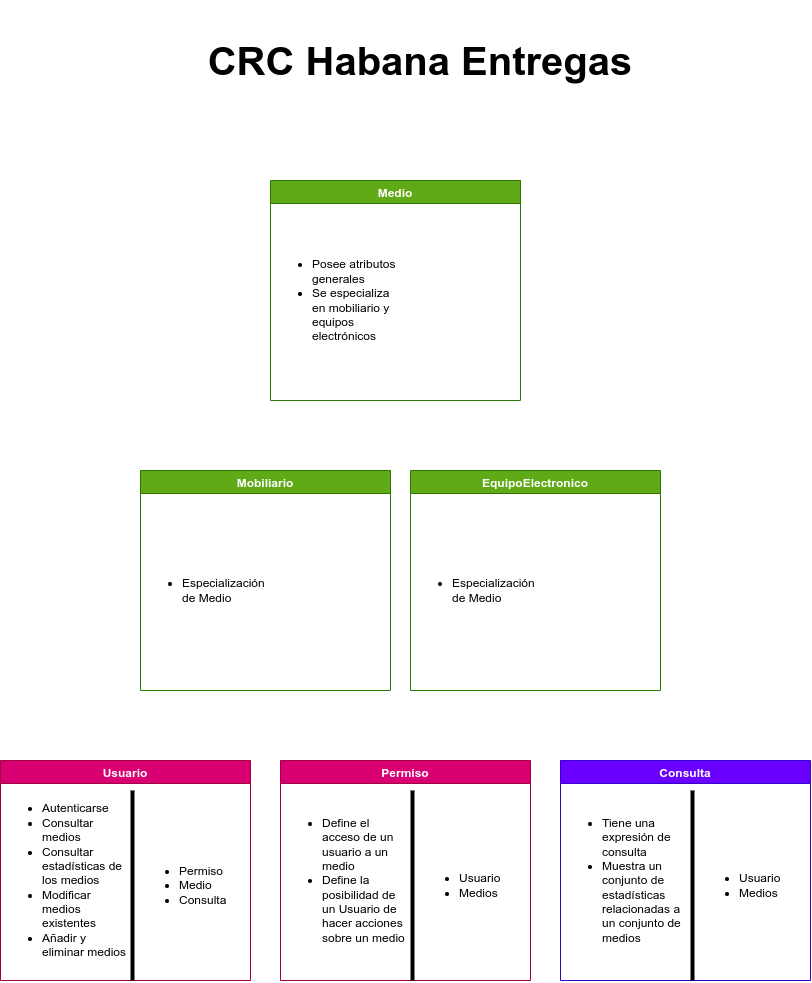 CRC Habana Entregas
Medio
Posee atributos
generales
Se especializa
en mobiliario y
equipos
electrónicos
Mobiliario
Especialización
de Medio
EquipoElectronico
Especialización
de Medio
Usuario
Autenticarse
Consultar
medios
Consultar
estadísticas de
los medios
Modificar
medios
existentes
Añadir y
eliminar medios
Permiso
Medio
Consulta
Permiso
Define el
acceso de un
usuario a un
medio
Define la
posibilidad de
un Usuario de
hacer acciones
sobre un medio
Usuario
Medios
Consulta
Tiene una
expresión de
consulta
Muestra un
conjunto de
estadísticas
relacionadas a
un conjunto de
medios
Usuario
Medios